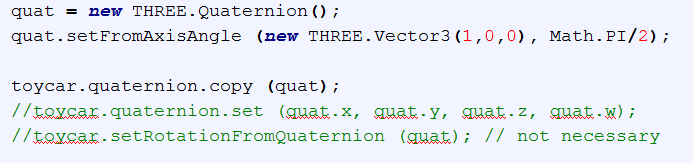 quat = new THREE.Quaternion();
quat.setFromAxisAngle (new THREE.Vector3(1,0,0), Math.PI/2);
toycar.quaternion.copy (quat);
//toycar.quaternion.set (quat.x, quat.y, quat.z, quat.w);
//toycar.setRotationFromQuaternion (quat); // not necessary